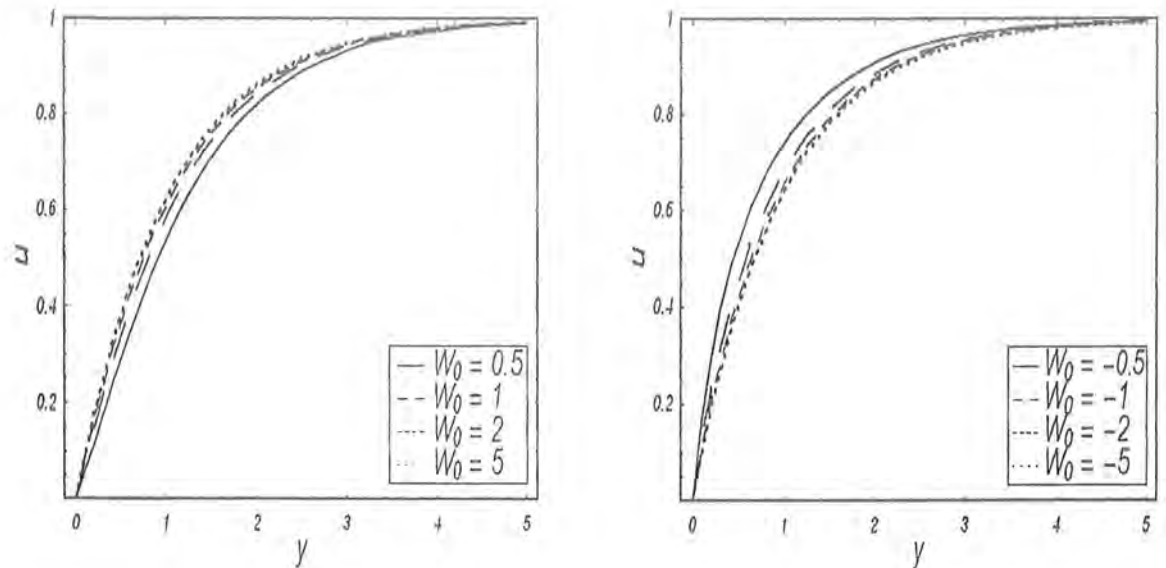 1
0.8
0.6
0.4
0.2
u
0 1 2 3 4 5
y
W0 = 0.5
W0 = 1
W0 = 2
W0 = 5
1
0.8
0.6
0.4
0.2
u
0 1 2 3 4 5
y
W0 = -0.5
W0 = -1
W0 = -2
W0 = -5